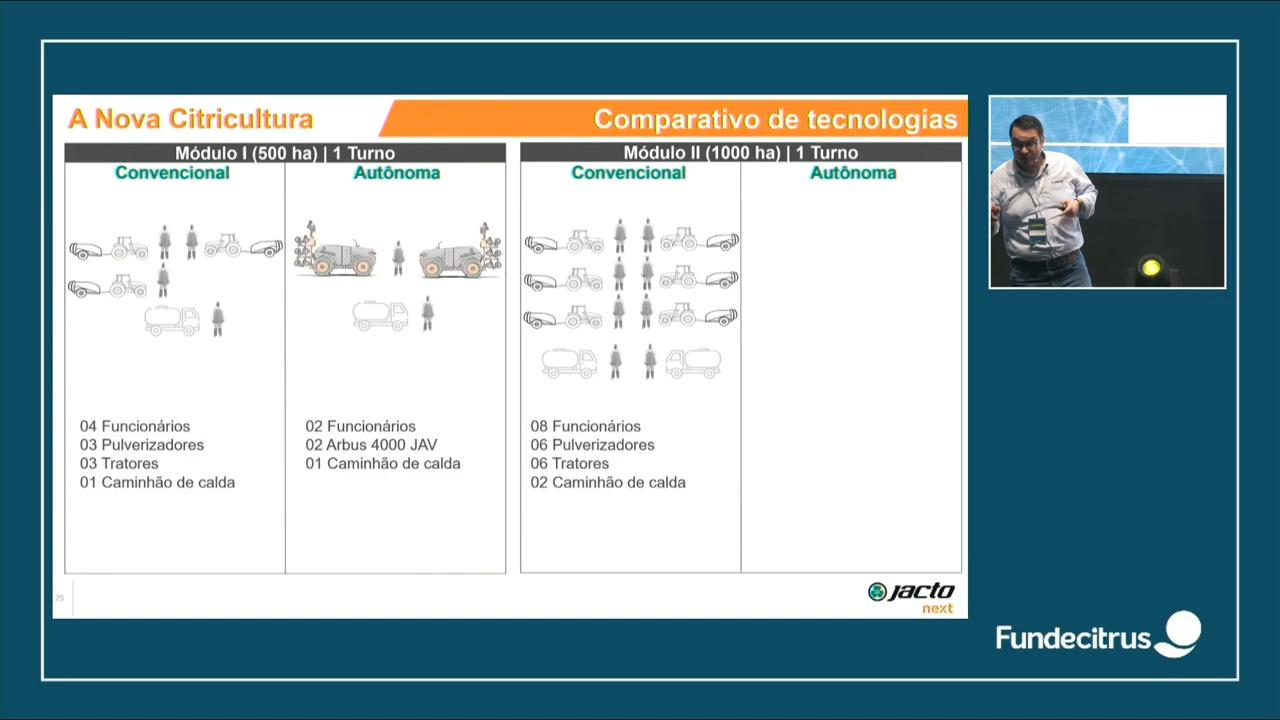 A Nova Citricultura
Comparativo de tecnologias
Módulo I (500 ha) | 1 Turno
Convencional
Autônoma
04 Funcionários
03 Pulverizadores
03 Tratores
01 Caminhão de calda
02 Funcionários
02 Arbus 4000 JAV
01 Caminhão de calda
Módulo II (1000 ha) | 1 Turno
Convencional
Autônoma
08 Funcionários
06 Pulverizadores
06 Tratores
02 Caminhão de calda
25
jacto
next
Fundecitrus